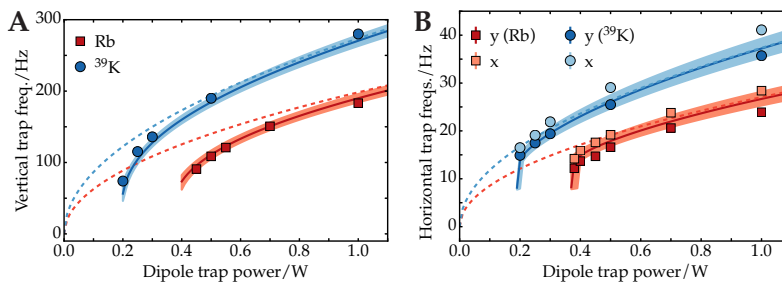 A
Vertical trap freq./Hz
300
200
100
0
Rb
³⁹K
0.0 0.2 0.4 0.6 0.8 1.0
Dipole trap power/W
B
Horizontal trap freqs./Hz
40
30
20
10
0
y (Rb) y (³⁹K)
x x
0.0 0.2 0.4 0.6 0.8 1.0
Dipole trap power/W